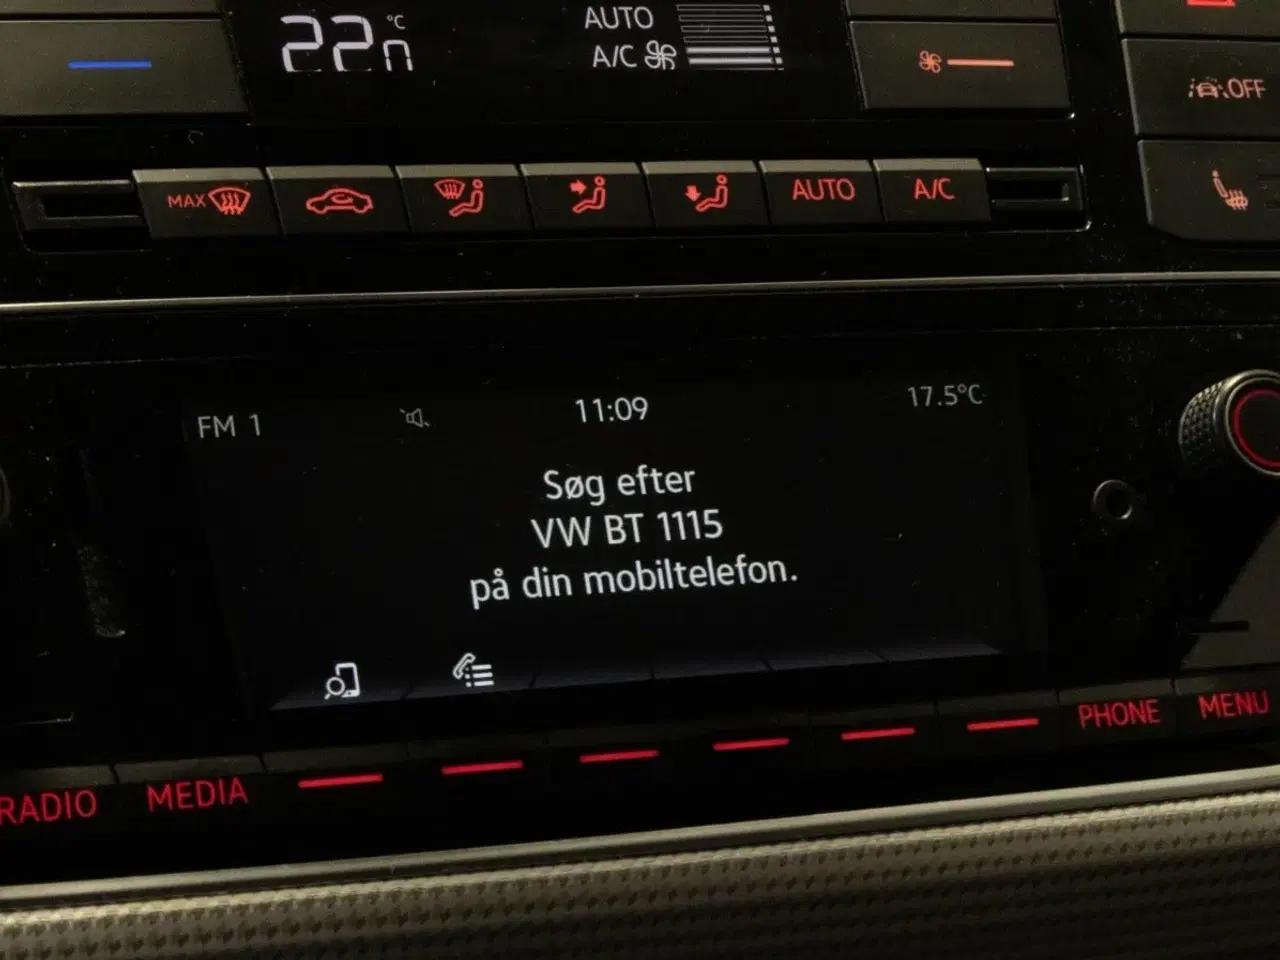 22 °C
AUTO
A/C
OFF
MAX
AUTO
A/C
FM 1 11:09 17.5°C
Søg efter
VW BT 1115
på din mobiltelefon.
PHONE MENU
RADIO MEDIA